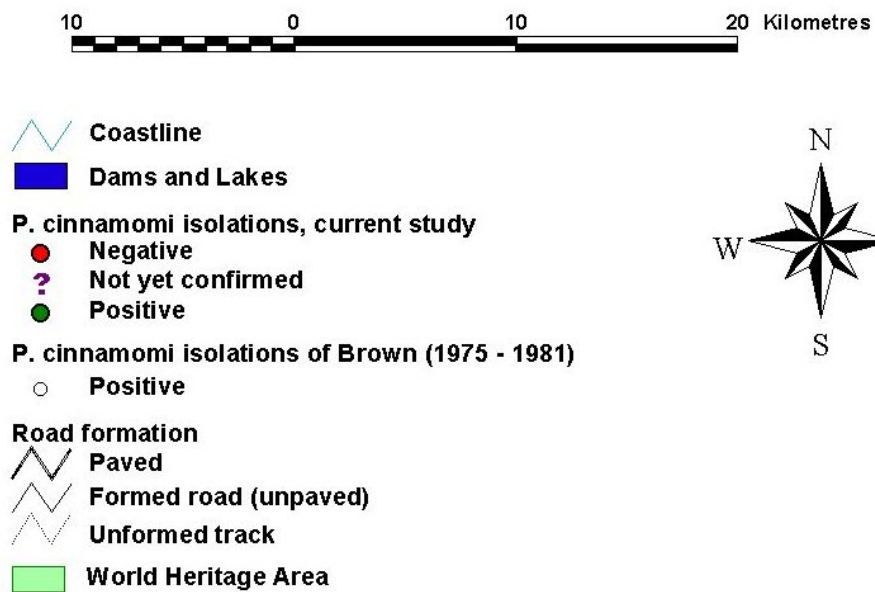 10 0 10 20 Kilometres
Coastline
Dams and Lakes
P. cinnamomi isolations, current study
Negative
? Not yet confirmed
Positive
P. cinnamomi isolations of Brown (1975 - 1981)
Positive
Road formation
Paved
Formed road (unpaved)
Unformed track
World Heritage Area
N
W
S